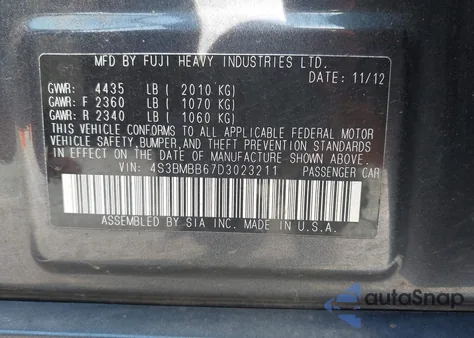 MFD BY FUJI HEAVY INDUSTRIES LTD.
DATE: 11/12
GVWR: 4435 LB ( 2010 KG)
GAWR: F 2360 LB ( 1070 KG)
GAWR: R 2340 LB ( 1060 KG)
THIS VEHICLE CONFORMS TO ALL APPLICABLE FEDERAL MOTOR
VEHICLE SAFETY,BUMPER,AND THEFT PREVENTION STANDARDS
IN EFFECT ON THE DATE OF MANUFACTURE SHOWN ABOVE.
VIN: 4S3BMBB67D3023211 PASSENGER CAR
ASSEMBLED BY SIA INC. MADE IN U.S.A.
autoSnap